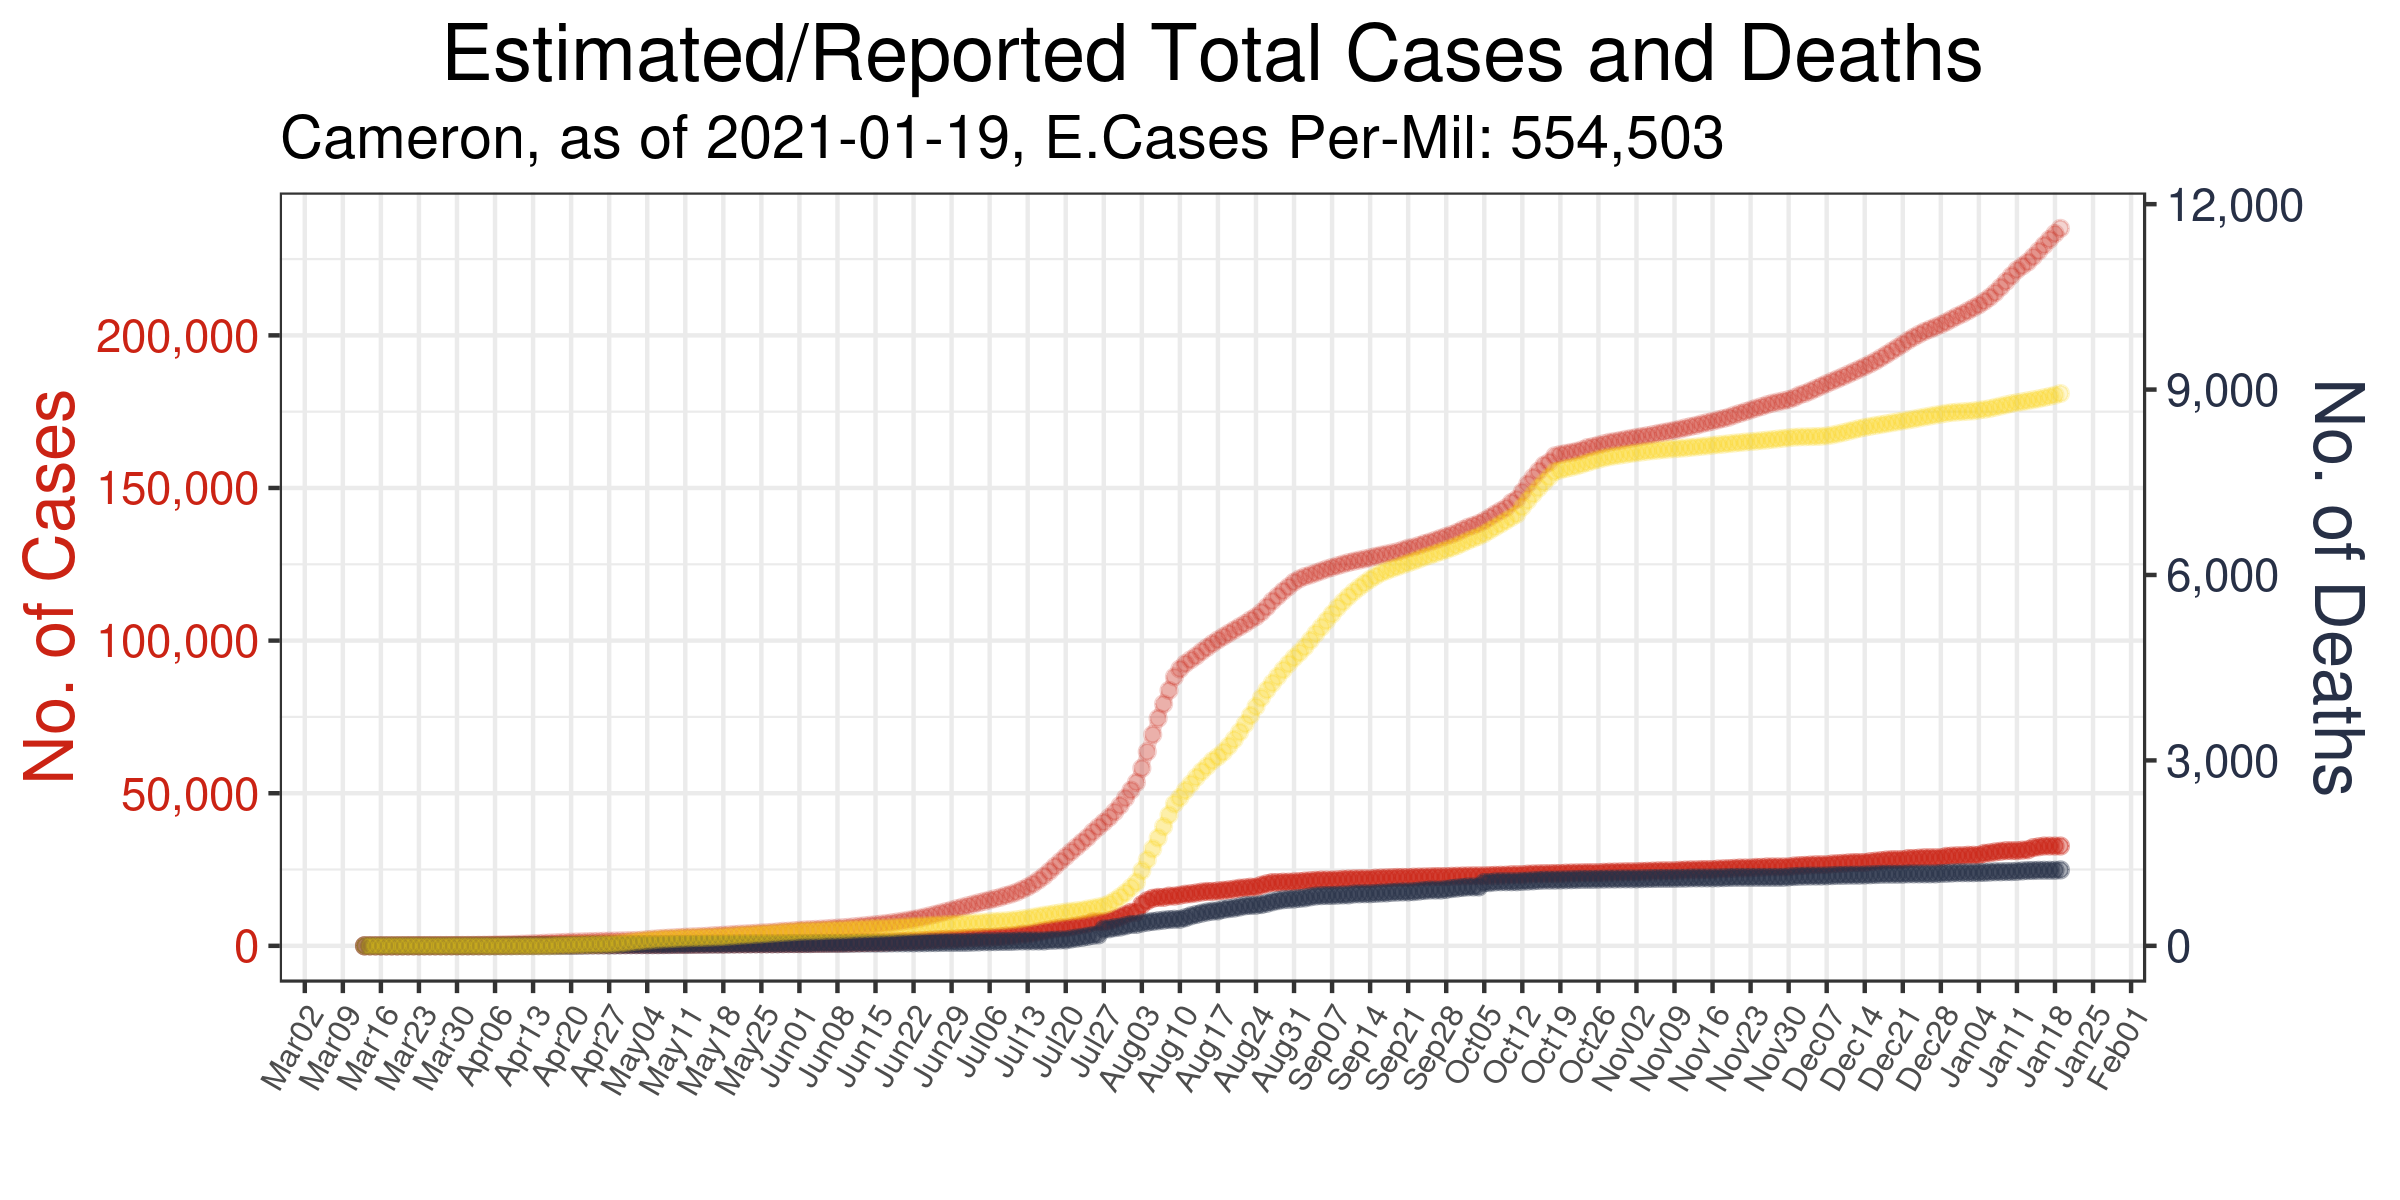 Estimated/Reported Total Cases and Deaths
Cameron, as of 2021-01-19, E.Cases Per-Mil: 554,503
No. of Cases
200,000
150,000
100,000
50,000
0
12,000
9,000
6,000
3,000
0
No. of Deaths
Mar02 Mar09 Mar16 Mar23 Mar30 Apr06 Apr13 Apr20 Apr27 May04 May11 May18 May25 Jun01 Jun08 Jun15 Jun22 Jun29 Jul06 Jul13 Jul20 Jul27 Aug03 Aug10 Aug17 Aug24 Aug31 Sep07 Sep14 Sep21 Sep28 Oct05 Oct12 Oct19 Oct26 Nov02 Nov09 Nov16 Nov23 Nov30 Dec07 Dec14 Dec21 Dec28 Jan04 Jan11 Jan18 Jan25 Feb01